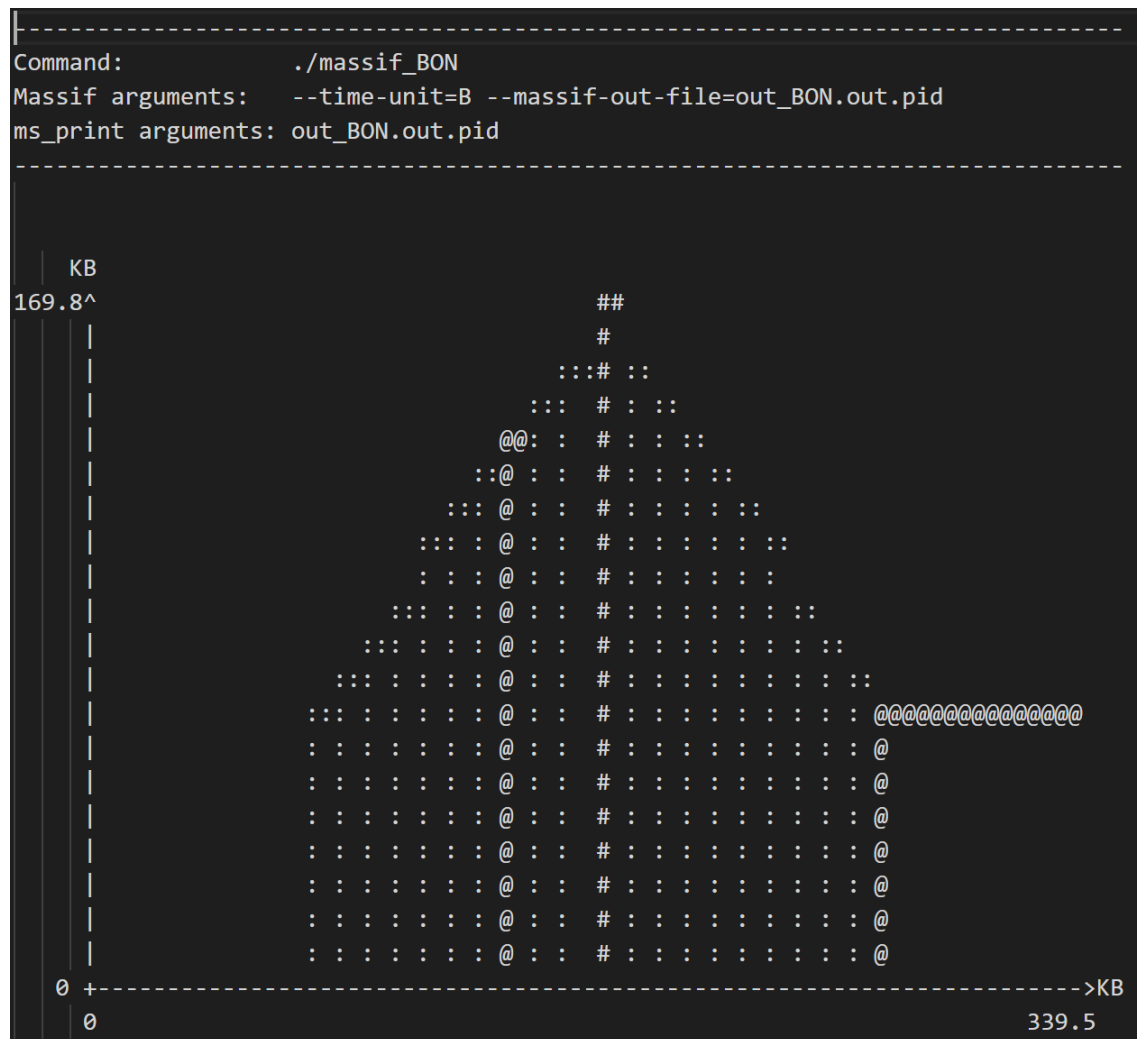 --------------------------------------------------------------------------------
Command:            ./massif_BON
Massif arguments:   --time-unit=B --massif-out-file=out_BON.out.pid
ms_print arguments: out_BON.out.pid
--------------------------------------------------------------------------------
    KB
169.8^                                    ##
     |                                    #
     |                                 :::# ::
     |                               :::  # : ::
     |                             @@: :  # : : ::
     |                           ::@ : :  # : : : ::
     |                         ::: @ : :  # : : : : ::
     |                       ::: : @ : :  # : : : : : ::
     |                       : : : @ : :  # : : : : : :
     |                     ::: : : @ : :  # : : : : : : ::
     |                   ::: : : : @ : :  # : : : : : : : ::
     |                 ::: : : : : @ : :  # : : : : : : : : ::
     |               ::: : : : : : @ : :  # : : : : : : : : : @@@@@@@@@@@@@@@
     |               : : : : : : : @ : :  # : : : : : : : : : @
     |               : : : : : : : @ : :  # : : : : : : : : : @
     |               : : : : : : : @ : :  # : : : : : : : : : @
     |               : : : : : : : @ : :  # : : : : : : : : : @
     |               : : : : : : : @ : :  # : : : : : : : : : @
     |               : : : : : : : @ : :  # : : : : : : : : : @
     |               : : : : : : : @ : :  # : : : : : : : : : @
   0 +----------------------------------------------------------------------->KB
     0                                                                   339.5